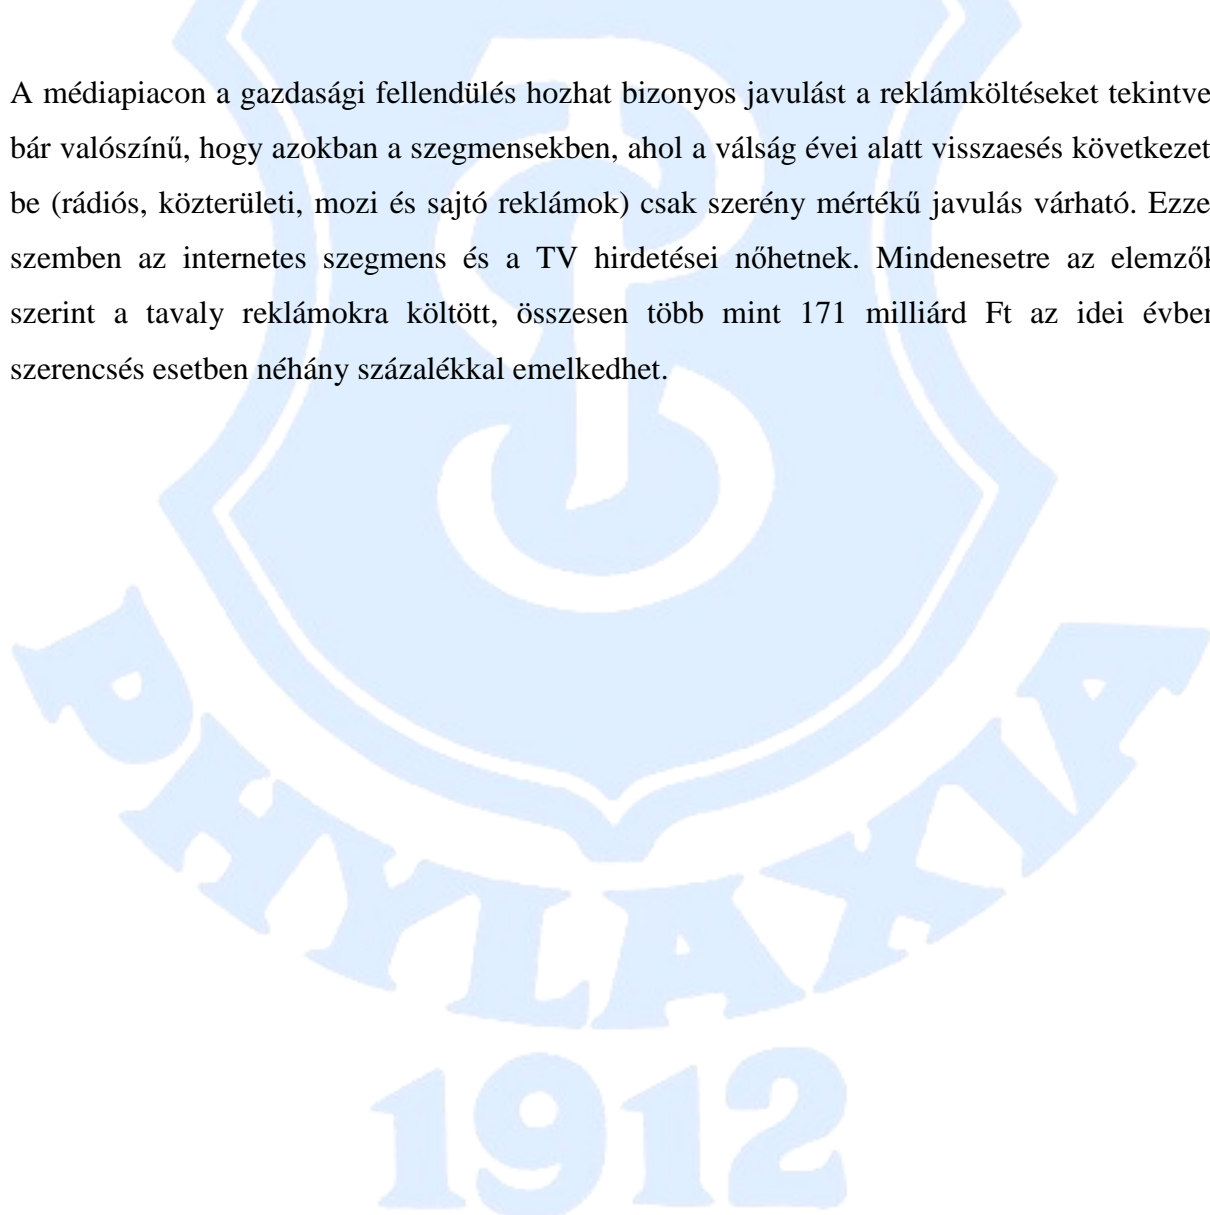 A médiapiacon a gazdasági fellendülés hozhat bizonyos javulást a reklámköltéseket tekintve
bár valószínű, hogy azokban a szegmensekben, ahol a válság évei alatt visszaesés következet
be (rádiós, közterületi, mozi és sajtó reklámok) csak szerény mértékű javulás várható. Ezze
szemben az internetes szegmens és a TV hirdetései nőhetnek. Mindenesetre az elemzők
szerint a tavaly reklámokra költött, összesen több mint 171 milliárd Ft az idei évben
szerencsés esetben néhány százalékkal emelkedhet.
PHYLAXIA
1912